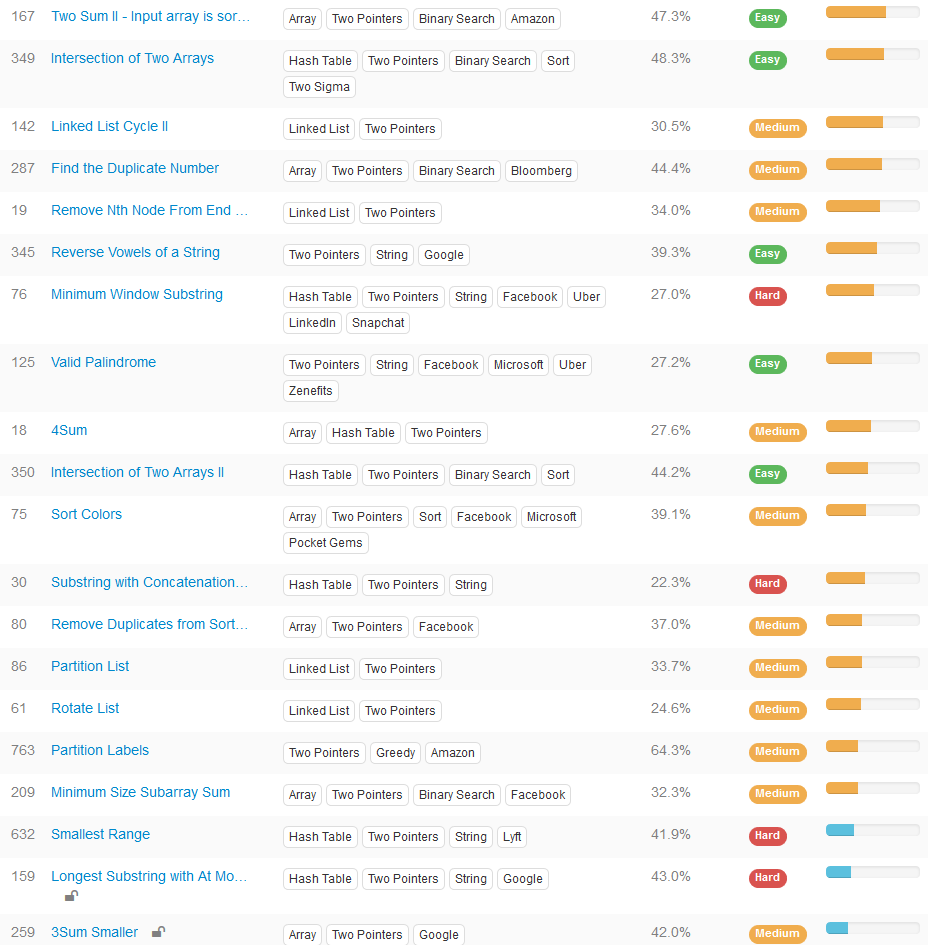 167 Two Sum II - Input array is sor... Array Two Pointers Binary Search Amazon 47.3% Easy
349 Intersection of Two Arrays Hash Table Two Pointers Binary Search Sort 48.3% Easy
Two Sigma
142 Linked List Cycle II Linked List Two Pointers 30.5% Medium
287 Find the Duplicate Number Array Two Pointers Binary Search Bloomberg 44.4% Medium
19 Remove Nth Node From End ... Linked List Two Pointers 34.0% Medium
345 Reverse Vowels of a String Two Pointers String Google 39.3% Easy
76 Minimum Window Substring Hash Table Two Pointers String Facebook Uber 27.0% Hard
LinkedIn Snapchat
125 Valid Palindrome Two Pointers String Facebook Microsoft Uber 27.2% Easy
Zenefits
18 4Sum Array Hash Table Two Pointers 27.6% Medium
350 Intersection of Two Arrays II Hash Table Two Pointers Binary Search Sort 44.2% Easy
75 Sort Colors Array Two Pointers Sort Facebook Microsoft 39.1% Medium
Pocket Gems
30 Substring with Concatenation... Hash Table Two Pointers String 22.3% Hard
80 Remove Duplicates from Sort... Array Two Pointers Facebook 37.0% Medium
86 Partition List Linked List Two Pointers 33.7% Medium
61 Rotate List Linked List Two Pointers 24.6% Medium
763 Partition Labels Two Pointers Greedy Amazon 64.3% Medium
209 Minimum Size Subarray Sum Array Two Pointers Binary Search Facebook 32.3% Medium
632 Smallest Range Hash Table Two Pointers String Lyft 41.9% Hard
159 Longest Substring with At Mo... Hash Table Two Pointers String Google 43.0% Hard
259 3Sum Smaller Array Two Pointers Google 42.0% Medium